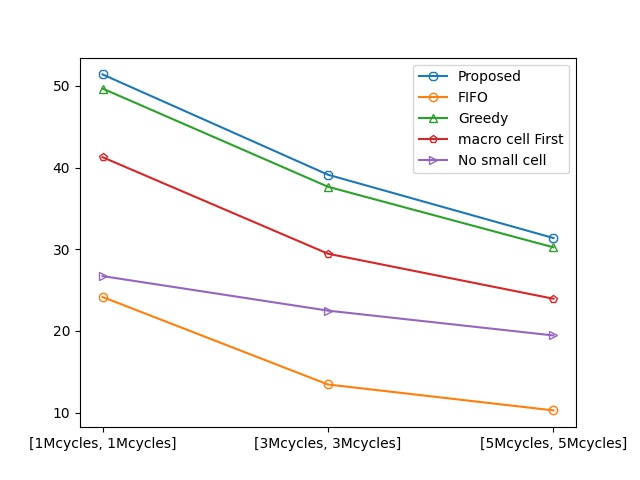 50
40
30
20
10
Proposed
FIFO
Greedy
macro cell First
No small cell
[1Mcycles, 1Mcycles]
[3Mcycles, 3Mcycles]
[5Mcycles, 5Mcycles]